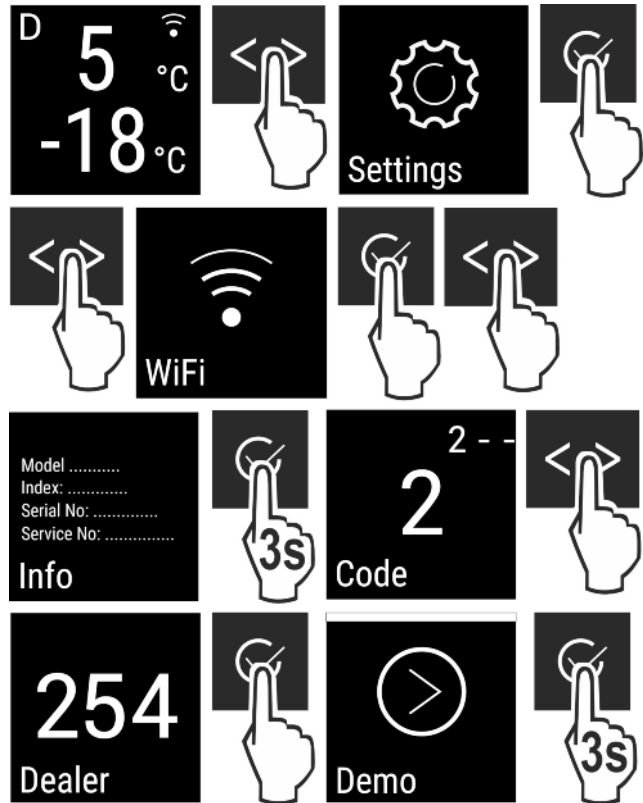 D
5 °C
-18 °C
< >
Settings
< >
WiFi
< >
Model ...........
Index: .............
Serial No: ..............
Service No: ...............
Info
3s
2 - -
2
Code
< >
254
Dealer
>
Demo
3s